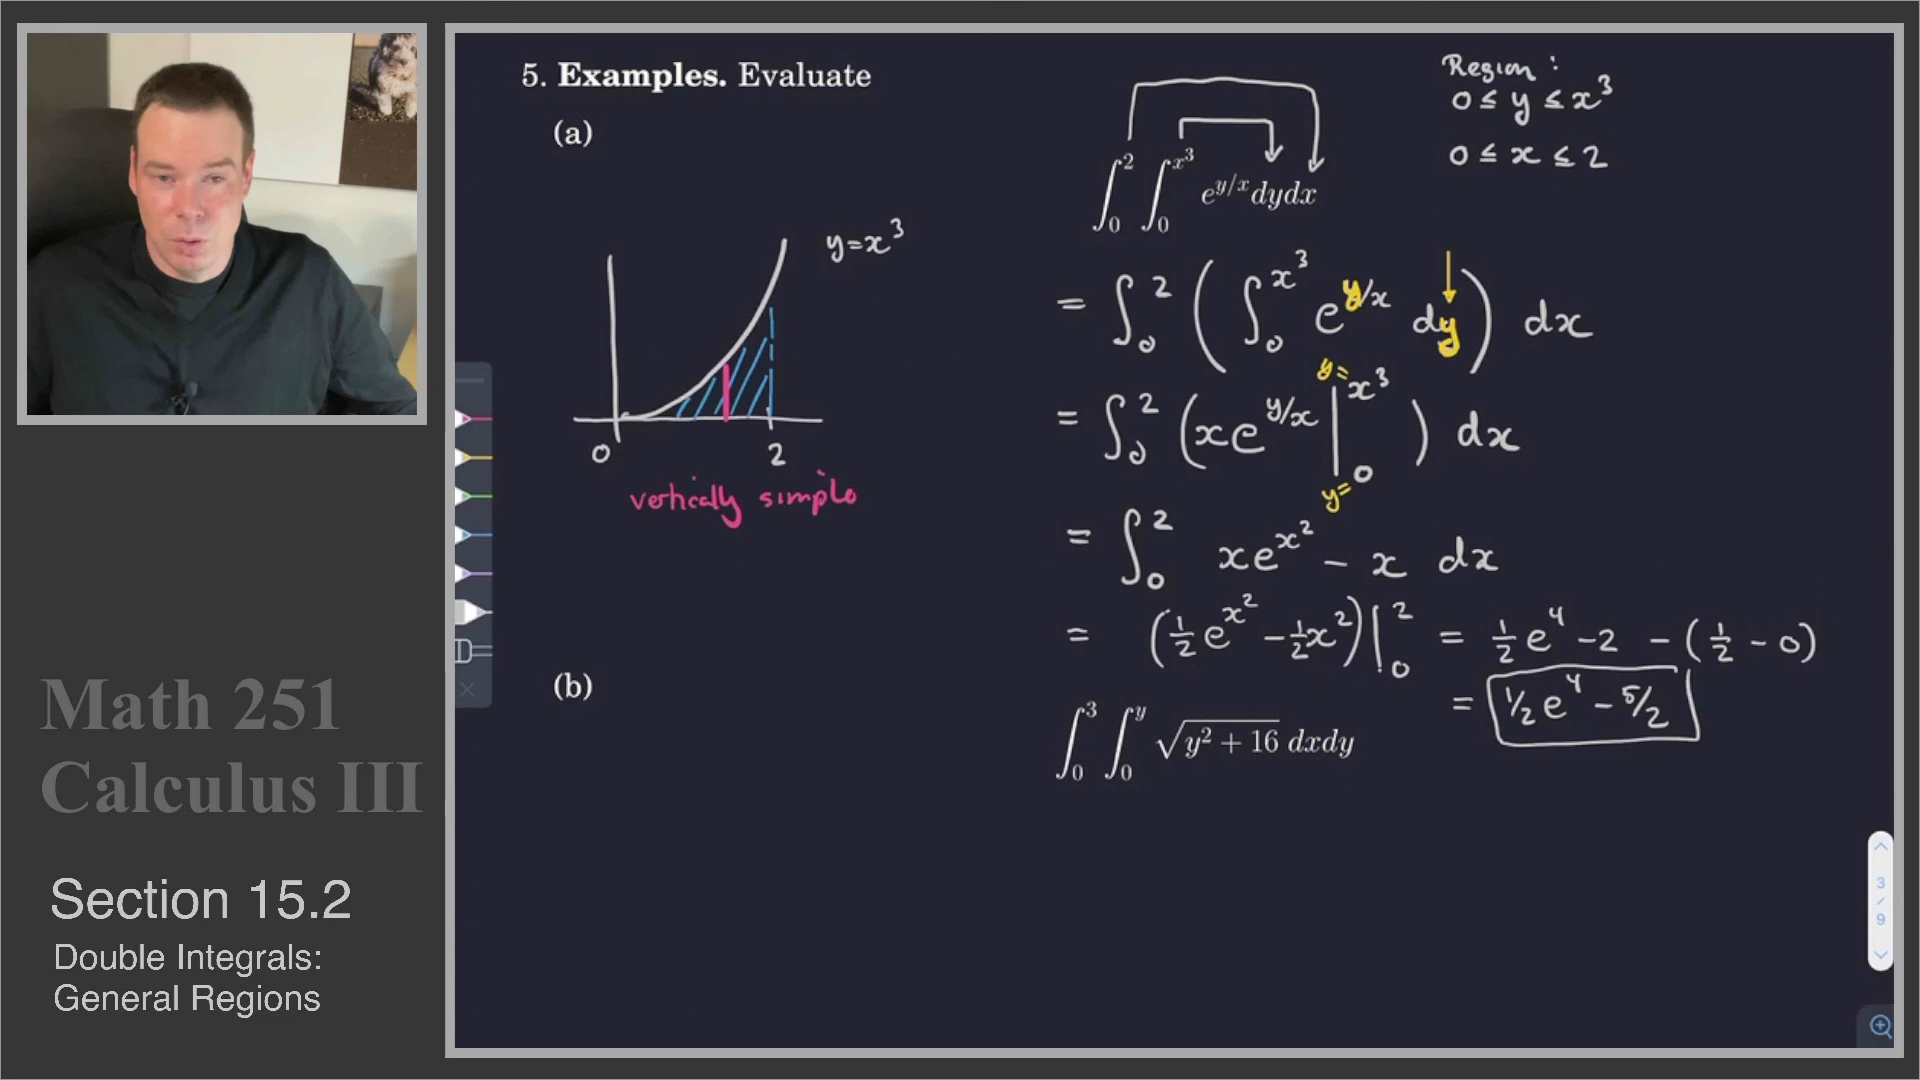 5. Examples. Evaluate
(a)
∫₀² ∫₀^{x³} e^{y/x} dydx
Region:
0 ≤ y ≤ x³
0 ≤ x ≤ 2
y=x³
0 2
vertically simple
= ∫₀² ( ∫₀^{x³} e^{y/x} dy ) dx
= ∫₀² ( xe^{y/x} |_{y=0}^{y=x³} ) dx
= ∫₀² xe^{x²} − x dx
= (½e^{x²} − ½x²)|₀² = ½e⁴ − 2 − (½ − 0)
= ½e⁴ − 5/2
(b)
∫₀³ ∫₀^y √(y² + 16) dxdy
Math 251
Calculus III
Section 15.2
Double Integrals:
General Regions
3
/
9